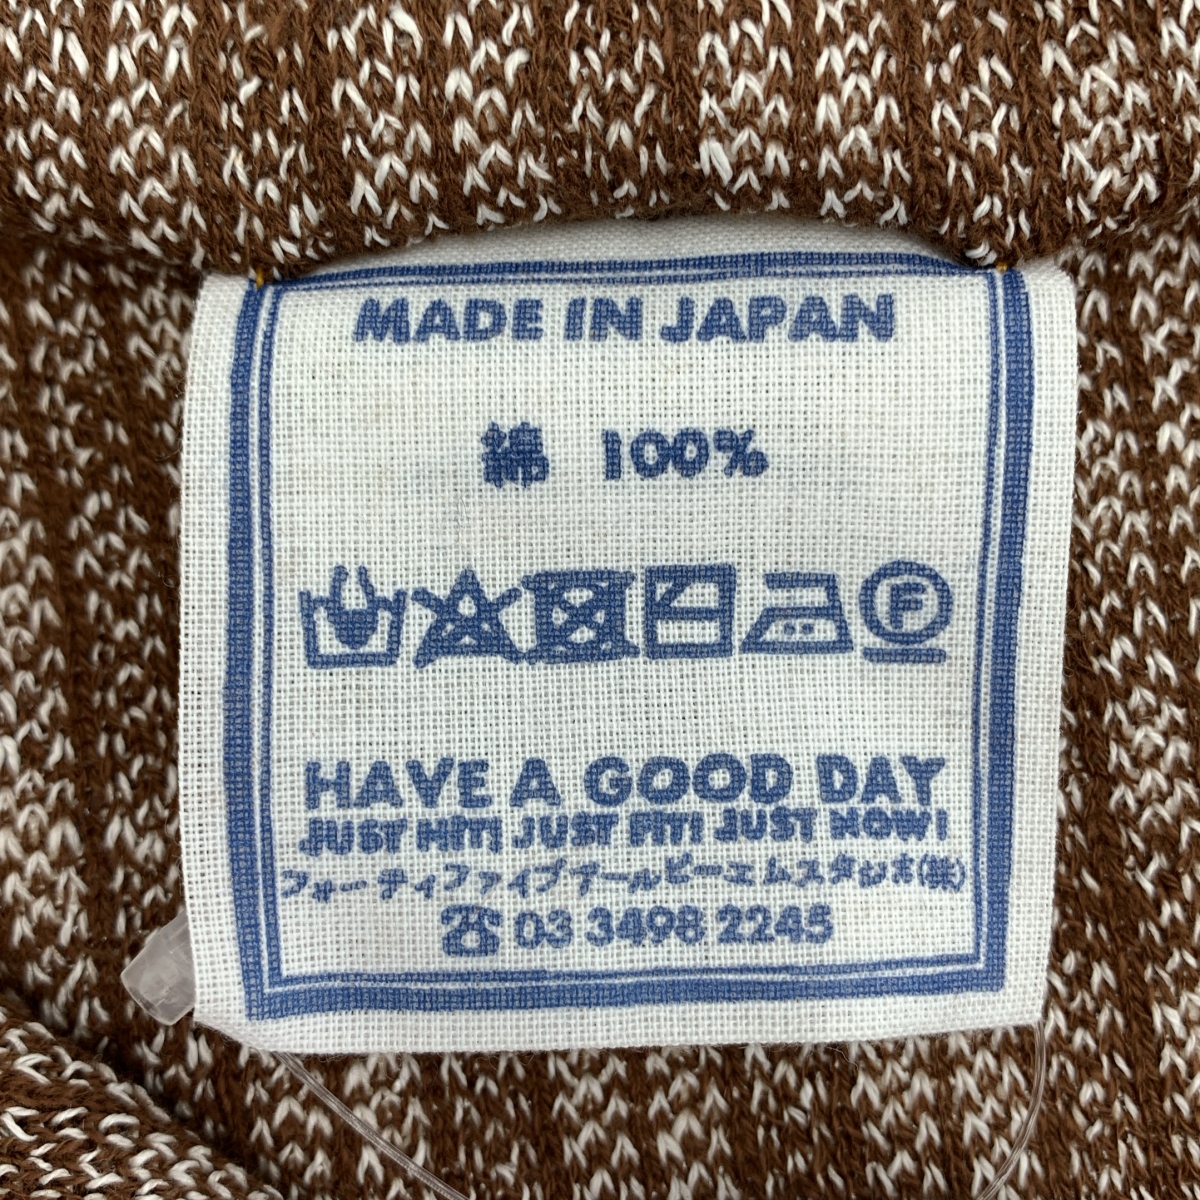 MADE IN JAPAN
綿 100%
F
HAVE A GOOD DAY
JUST HIT! JUST FIT! JUST NOW!
フォーティファイブアールピーエムスタジオ(株)
☎ 03 3498 2245